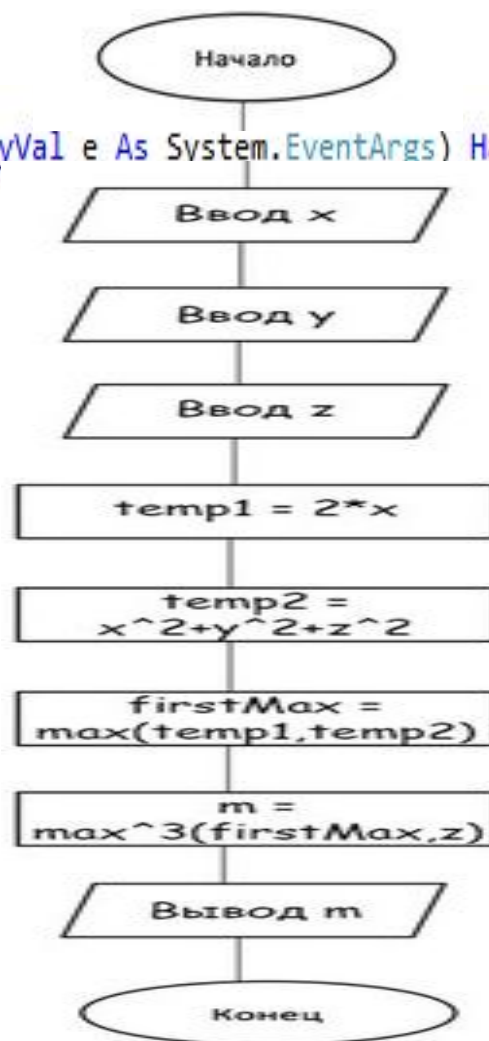 Начало
yVal e As System.EventArgs) Ha
Ввод x
Ввод y
Ввод z
temp1 = 2*x
temp2 =
x^2+y^2+z^2
firstMax =
max(temp1,temp2)
m =
max^3(firstMax,z)
Вывод m
Конец